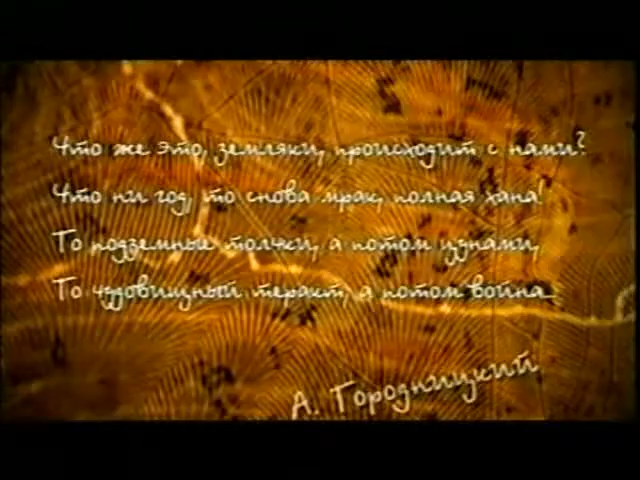 Что же это, земляки, происходит с нами?
Что ни год, то снова мрак, полная хана!
То подземные толчки, а потом цунами,
То чудовищный теракт, а потом война.
А. Городницкий